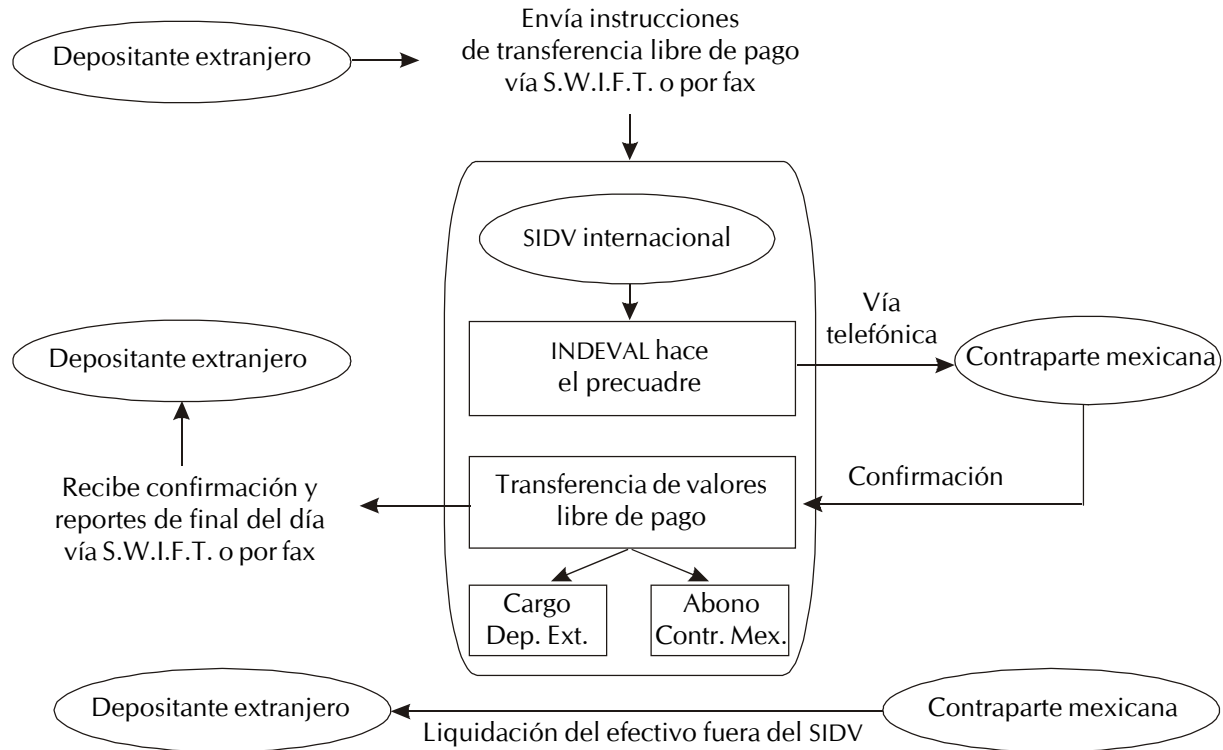 Envía instrucciones
de transferencia libre de pago
vía S.W.I.F.T. o por fax
Depositante extranjero
SIDV internacional
INDEVAL hace
el precuadre
Vía
telefónica
Contraparte mexicana
Depositante extranjero
Transferencia de valores
libre de pago
Confirmación
Recibe confirmación y
reportes de final del día
vía S.W.I.F.T. o por fax
Cargo
Dep. Ext.
Abono
Contr. Mex.
Depositante extranjero
Liquidación del efectivo fuera del SIDV
Contraparte mexicana